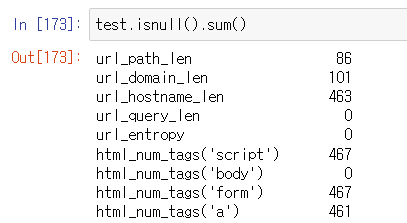 In [173]: test.isnull().sum()
Out[173]: url_path_len 86
url_domain_len 101
url_hostname_len 463
url_query_len 0
url_entropy 0
html_num_tags('script') 467
html_num_tags('body') 0
html_num_tags('form') 467
html_num_tags('a') 461